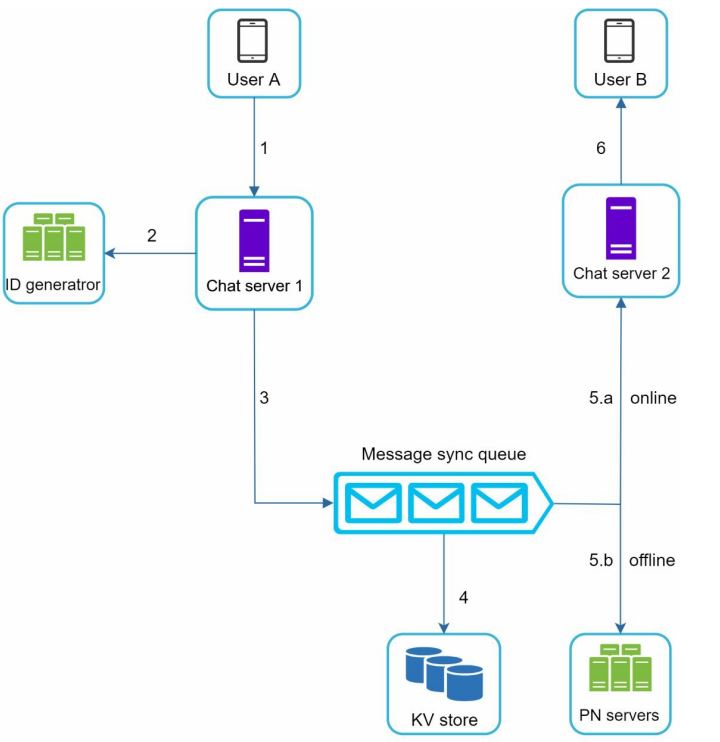 User A
User B
1
6
2
ID generatror
Chat server 1
Chat server 2
3
5.a online
Message sync queue
5.b offline
4
KV store
PN servers